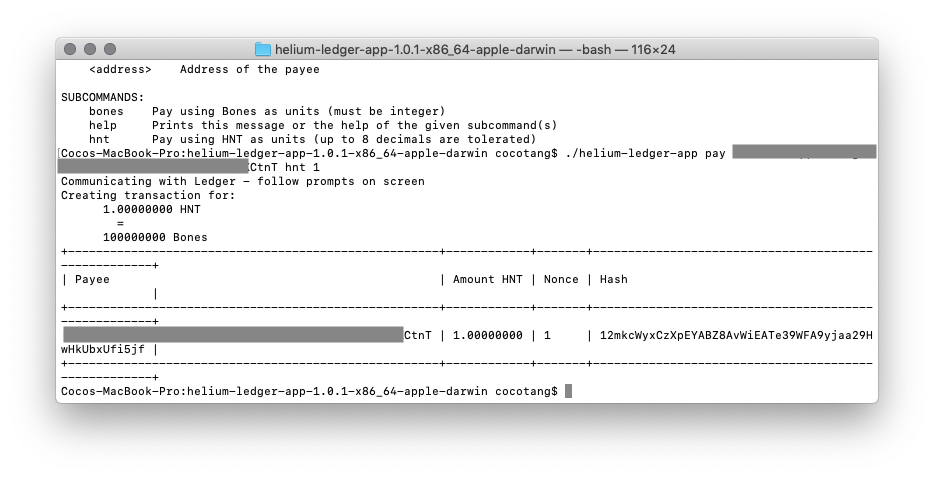 helium-ledger-app-1.0.1-x86_64-apple-darwin — -bash — 116×24
<address>    Address of the payee
SUBCOMMANDS:
bones    Pay using Bones as units (must be integer)
help     Prints this message or the help of the given subcommand(s)
hnt      Pay using HNT as units (up to 8 decimals are tolerated)
Cocos-MacBook-Pro:helium-ledger-app-1.0.1-x86_64-apple-darwin cocotang$ ./helium-ledger-app pay
CtnT hnt 1
Communicating with Ledger - follow prompts on screen
Creating transaction for:
1.00000000 HNT
=
100000000 Bones
+-----------------------------------------------------+------------+-------+----------------------------------------
-------------+
| Payee                                               | Amount HNT | Nonce | Hash
             |
+-----------------------------------------------------+------------+-------+----------------------------------------
-------------+
CtnT | 1.00000000 | 1     | 12mkcWyxCzXpEYABZ8AvWiEATe39WFA9yjaa29H
wHkUbxUfi5jf |
+-----------------------------------------------------+------------+-------+----------------------------------------
-------------+
Cocos-MacBook-Pro:helium-ledger-app-1.0.1-x86_64-apple-darwin cocotang$